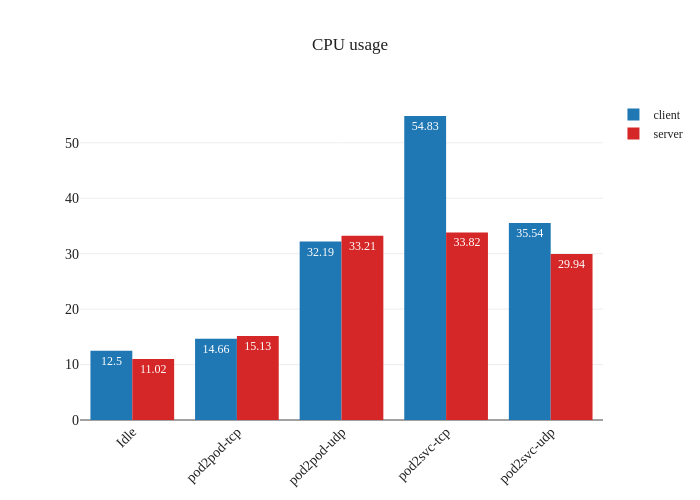 CPU usage
client
server
50
40
30
20
10
0
12.5
11.02
14.66
15.13
32.19
33.21
54.83
33.82
35.54
29.94
Idle
pod2pod-tcp
pod2pod-udp
pod2svc-tcp
pod2svc-udp